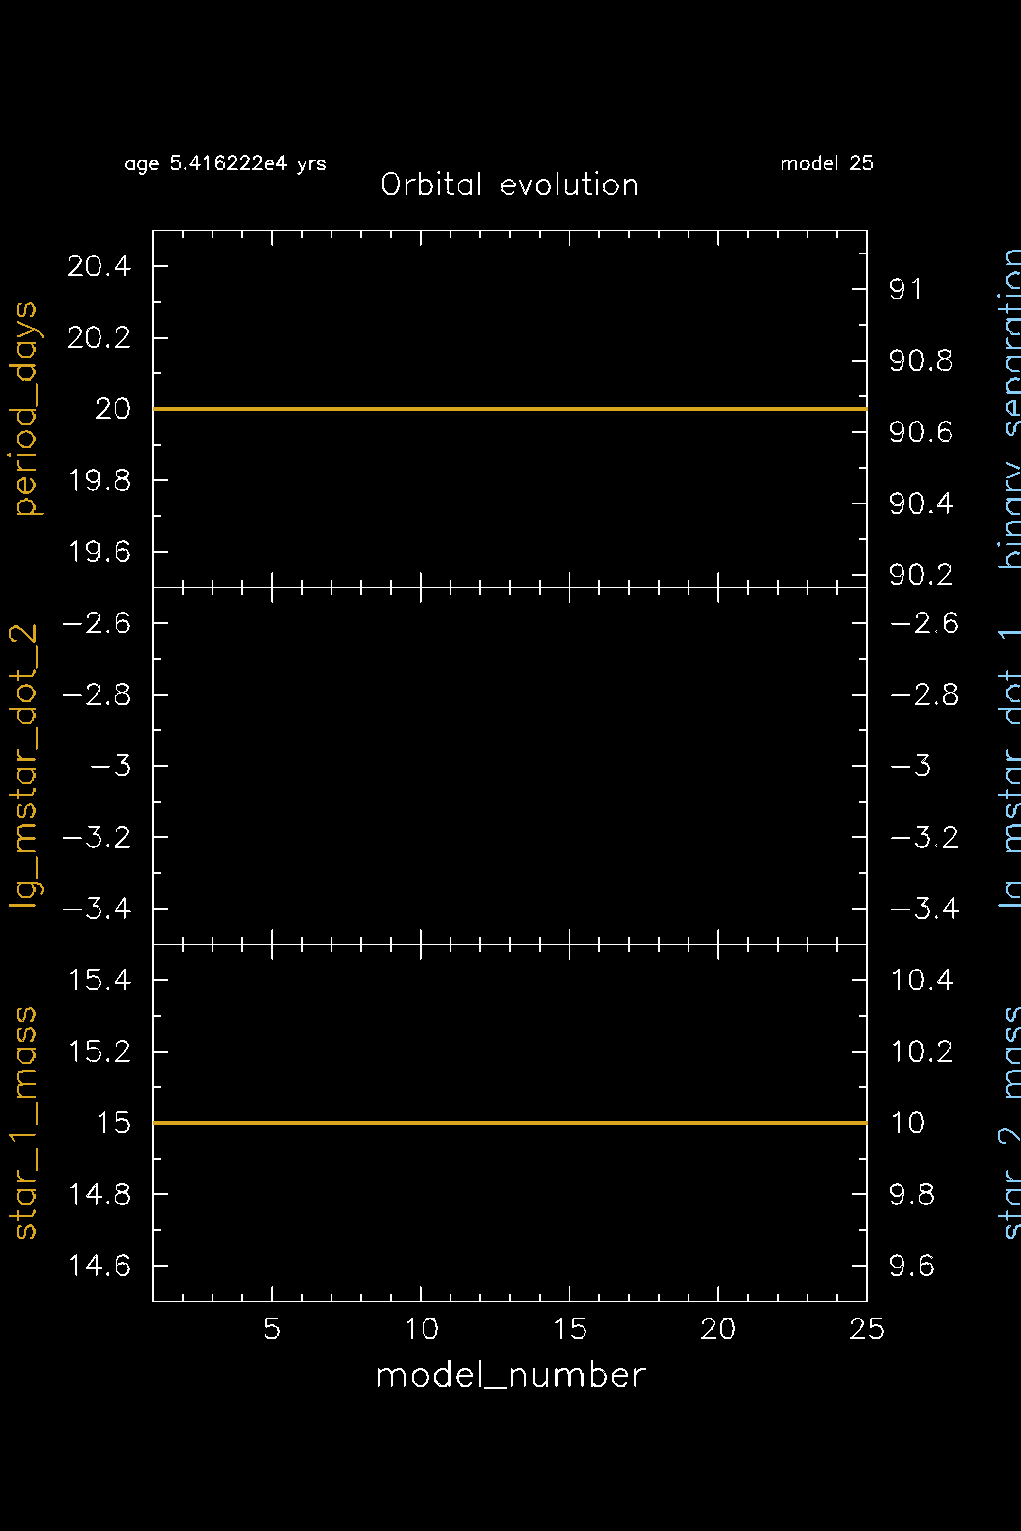 age 5.416222e4 yrs
model 25
Orbital evolution
period_days
20.4
20.2
20
19.8
19.6
91
90.8
90.6
90.4
90.2
binary_separation
lg_mstar_dot_2
-2.6
-2.8
-3
-3.2
-3.4
-2.6
-2.8
-3
-3.2
-3.4
lg_mstar_dot_1
star_1_mass
15.4
15.2
15
14.8
14.6
10.4
10.2
10
9.8
9.6
star_2_mass
5 10 15 20 25
model_number